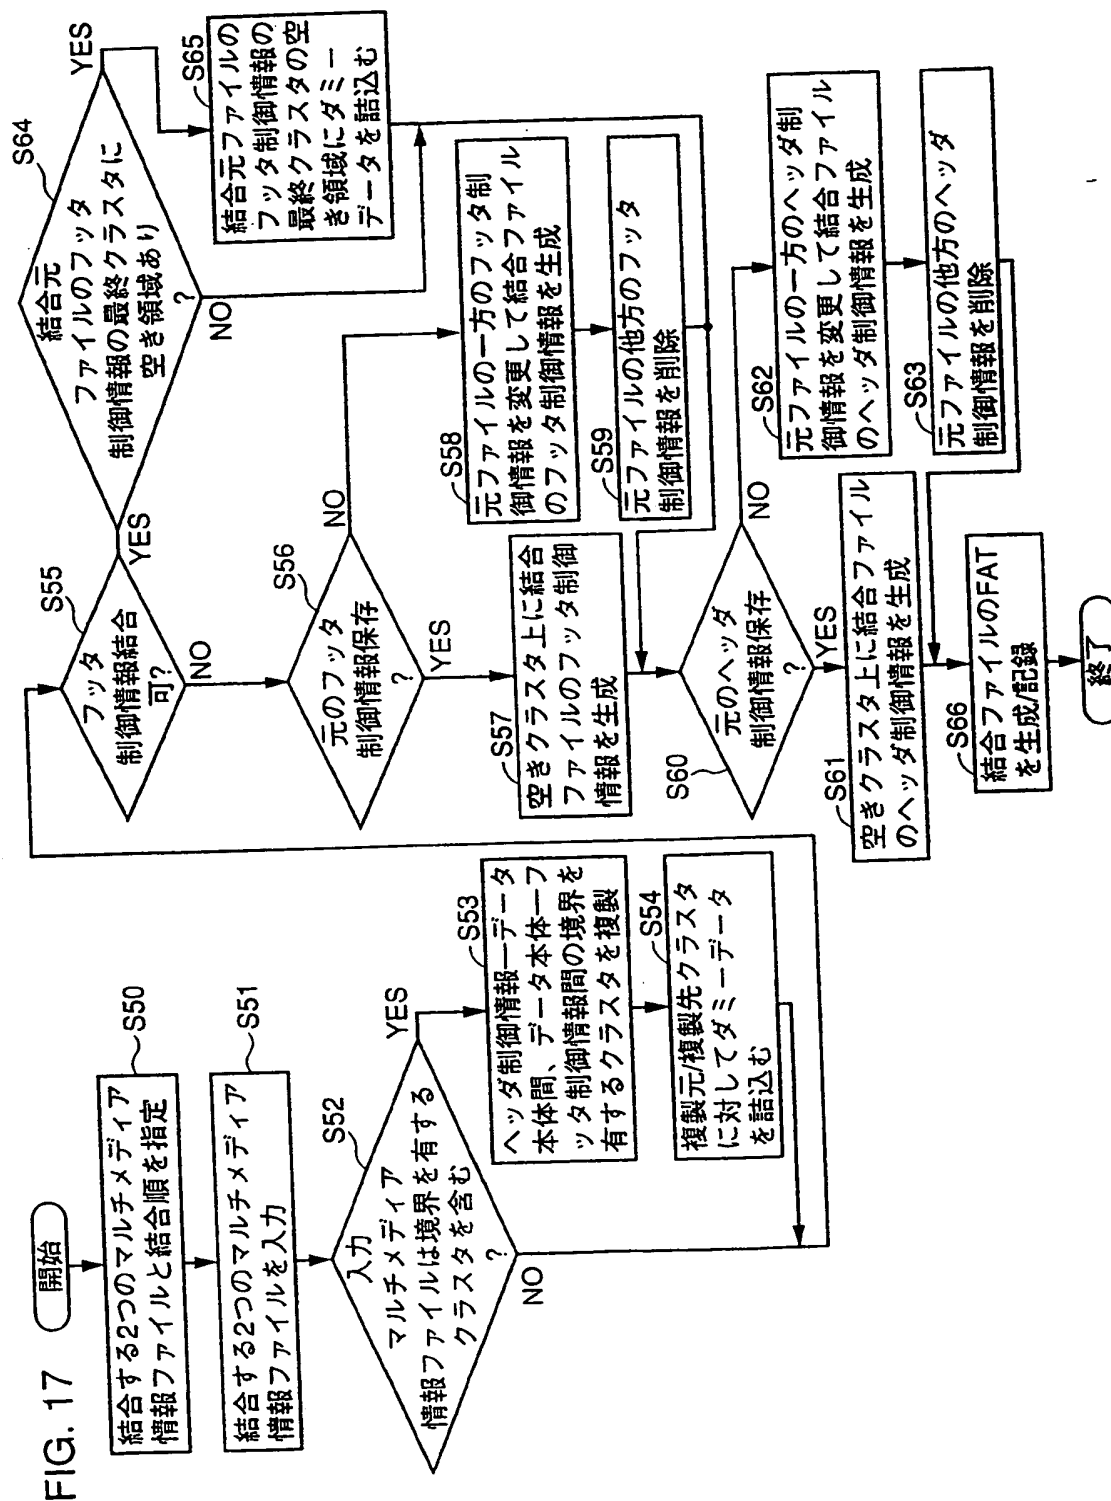 FIG. 17
開始
S50
結合する2つのマルチメディア
情報ファイルと結合順を指定
S51
結合する2つのマルチメディア
情報ファイルを入力
S52
入力
マルチメディア
情報ファイルは境界を有する
クラスタを含む
?
YES
NO
S53
ヘッダ制御情報ーデータ
本体間、データ本体ーフ
ッタ制御情報間の境界を
有するクラスタを複製
S54
複製元/複製先クラスタ
に対してダミーデータ
を詰込む
S55
フッタ
制御情報結合
可?
YES
NO
S56
元のフッタ
制御情報保存
?
NO
YES
S57
空きクラスタ上に結合
ファイルのフッタ制御
情報を生成
S58
元ファイルの一方のフッタ制
御情報を変更して結合ファイル
のフッタ制御情報を生成
S59
元ファイルの他方のフッタ
制御情報を削除
S60
元のヘッダ
制御情報保存
?
NO
YES
S61
空きクラスタ上に結合ファイル
のヘッダ制御情報を生成
S62
元ファイルの一方のヘッダ制
御情報を変更して結合ファイル
のヘッダ制御情報を生成
S63
元ファイルの他方のヘッダ
制御情報を削除
S64
結合元
ファイルのフッタ
制御情報の最終クラスタに
空き領域あり
?
YES
NO
S65
結合元ファイルの
フッタ制御情報の
最終クラスタの空
き領域にダミー
データを詰込む
S66
結合ファイルのFAT
を生成/記録
終了